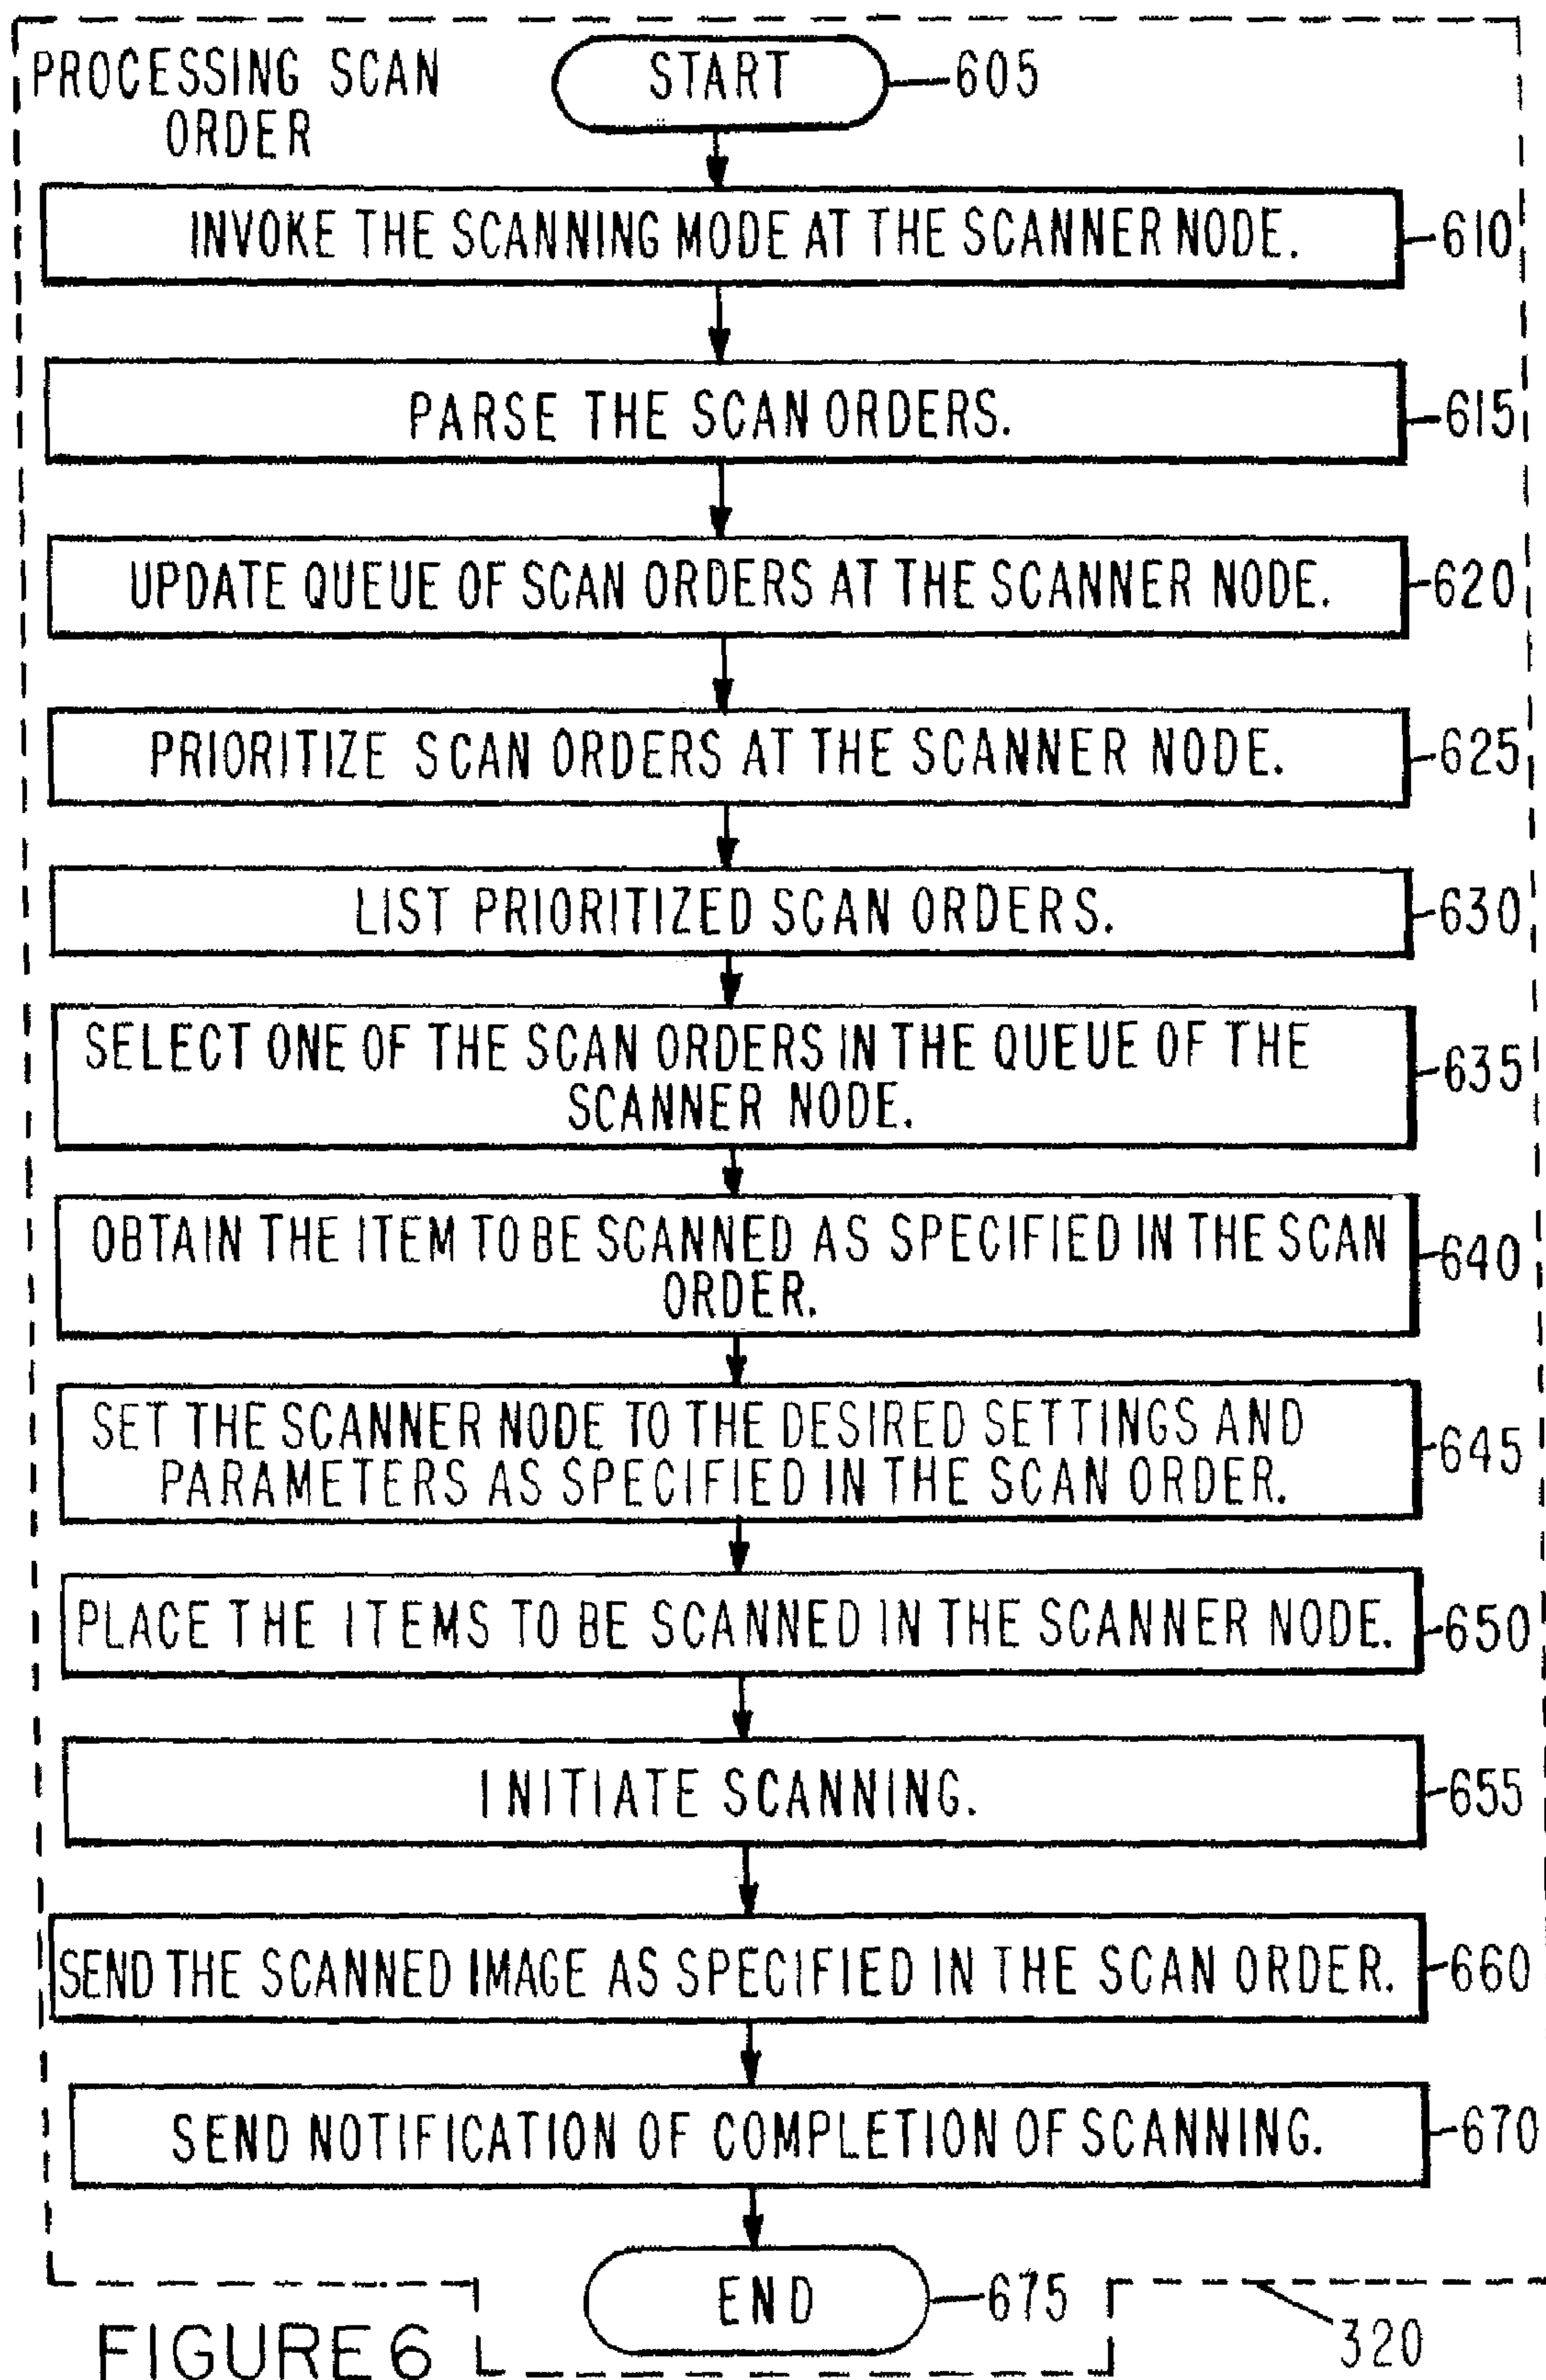 PROCESSING SCAN
ORDER
START
605
INVOKE THE SCANNING MODE AT THE SCANNER NODE.
610
PARSE THE SCAN ORDERS.
615
UPDATE QUEUE OF SCAN ORDERS AT THE SCANNER NODE.
620
PRIORITIZE SCAN ORDERS AT THE SCANNER NODE.
625
LIST PRIORITIZED SCAN ORDERS.
630
SELECT ONE OF THE SCAN ORDERS IN THE QUEUE OF THE
SCANNER NODE.
635
OBTAIN THE ITEM TO BE SCANNED AS SPECIFIED IN THE SCAN
ORDER.
640
SET THE SCANNER NODE TO THE DESIRED SETTINGS AND
PARAMETERS AS SPECIFIED IN THE SCAN ORDER.
645
PLACE THE ITEMS TO BE SCANNED IN THE SCANNER NODE.
650
INITIATE SCANNING.
655
SEND THE SCANNED IMAGE AS SPECIFIED IN THE SCAN ORDER.
660
SEND NOTIFICATION OF COMPLETION OF SCANNING.
670
END
675
320
FIGURE 6